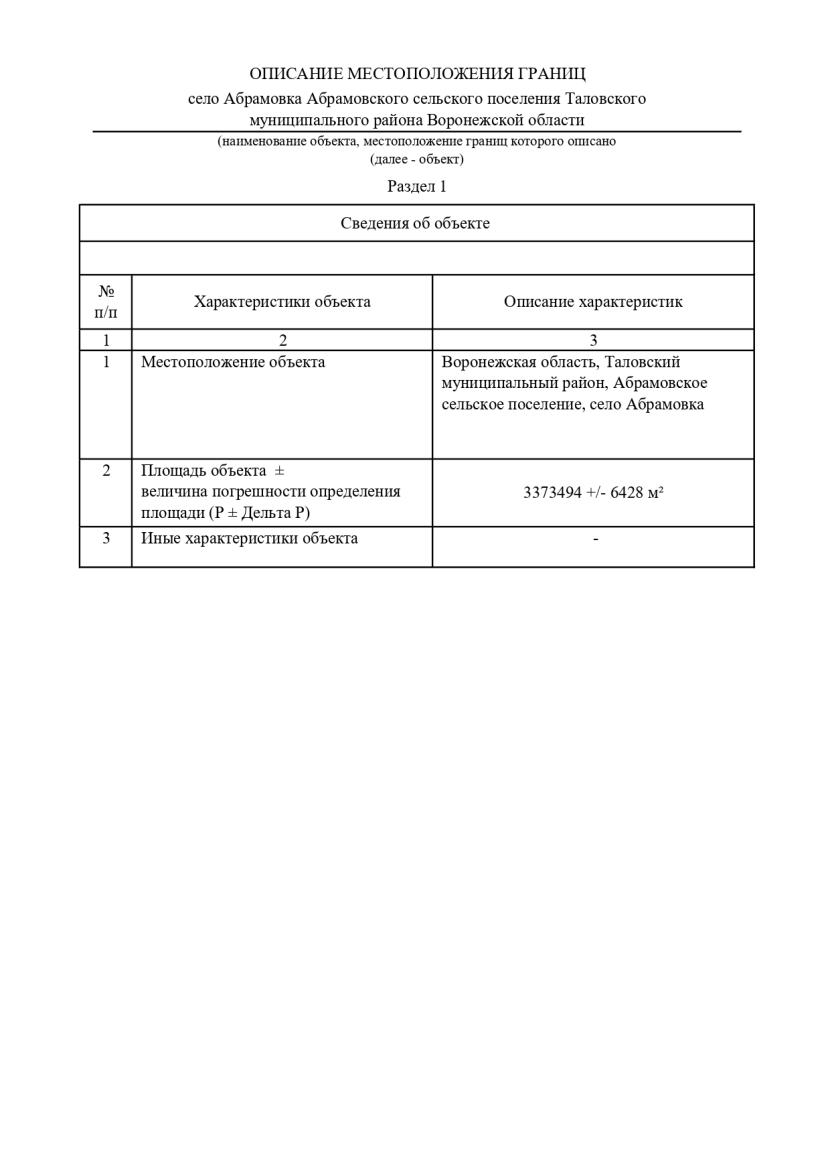 ОПИСАНИЕ МЕСТОПОЛОЖЕНИЯ ГРАНИЦ
село Абрамовка Абрамовского сельского поселения Таловского
муниципального района Воронежской области
(наименование объекта, местоположение границ которого описано
(далее - объект)
Раздел 1
Сведения об объекте
№
п/п
Характеристики объекта
Описание характеристик
1
2
3
1
Местоположение объекта
Воронежская область, Таловский
муниципальный район, Абрамовское
сельское поселение, село Абрамовка
2
Площадь объекта ±
величина погрешности определения
площади (P ± Дельта P)
3373494 +/- 6428 м²
3
Иные характеристики объекта
-